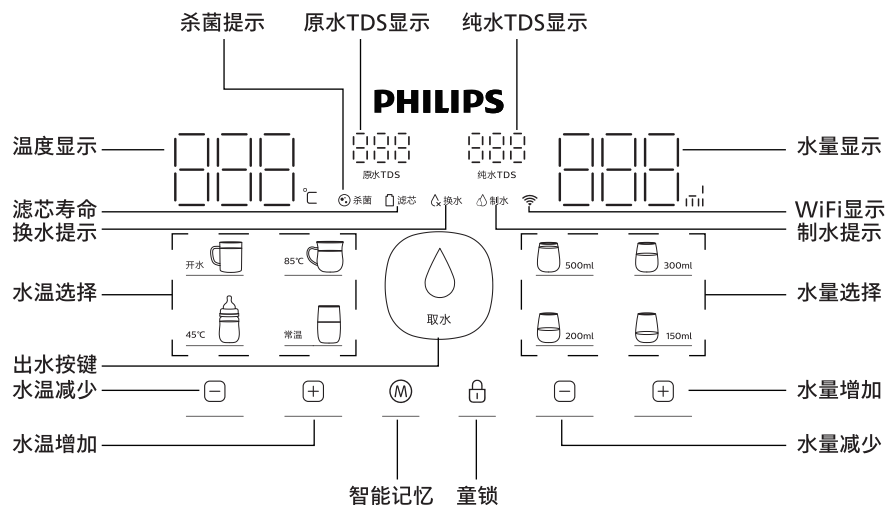 杀菌提示 原水TDS显示 纯水TDS显示
PHILIPS
温度显示 888 888 888 888 水量显示
原水TDS 纯水TDS
℃ 杀菌 滤芯 换水 制水 ml
滤芯寿命 WiFi显示
换水提示 制水提示
开水 85℃ 500ml 300ml
水温选择 水量选择
取水
45℃ 常温 200ml 150ml
出水按键
水温减少 M 水量增加
水温增加 水量减少
智能记忆 童锁